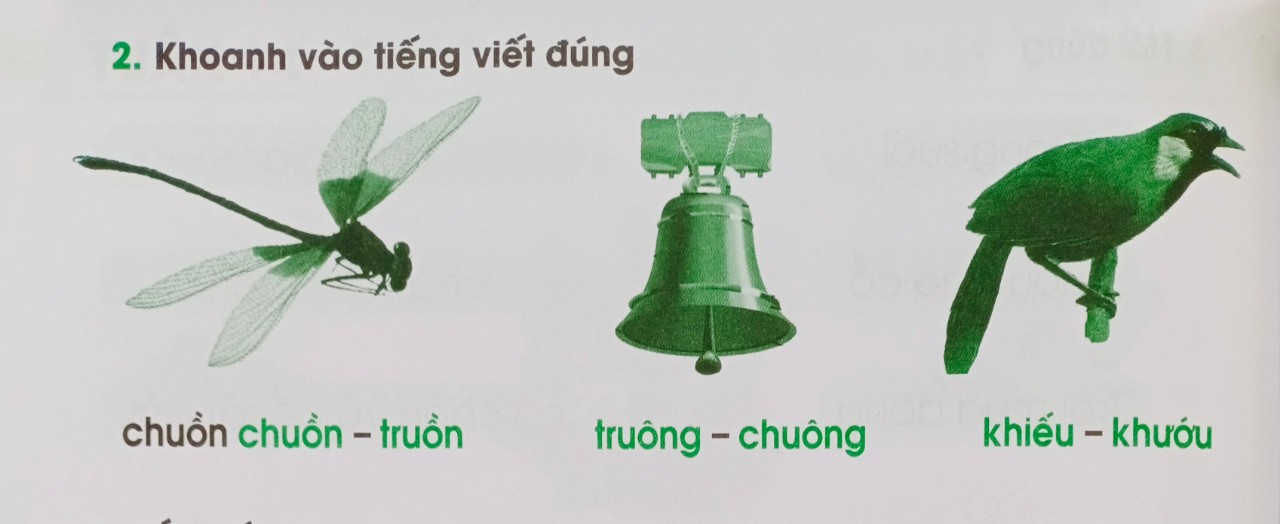 2. Khoanh vào tiếng viết đúng
chuồn chuồn – truồn
truông – chuông
khiếu – khướu